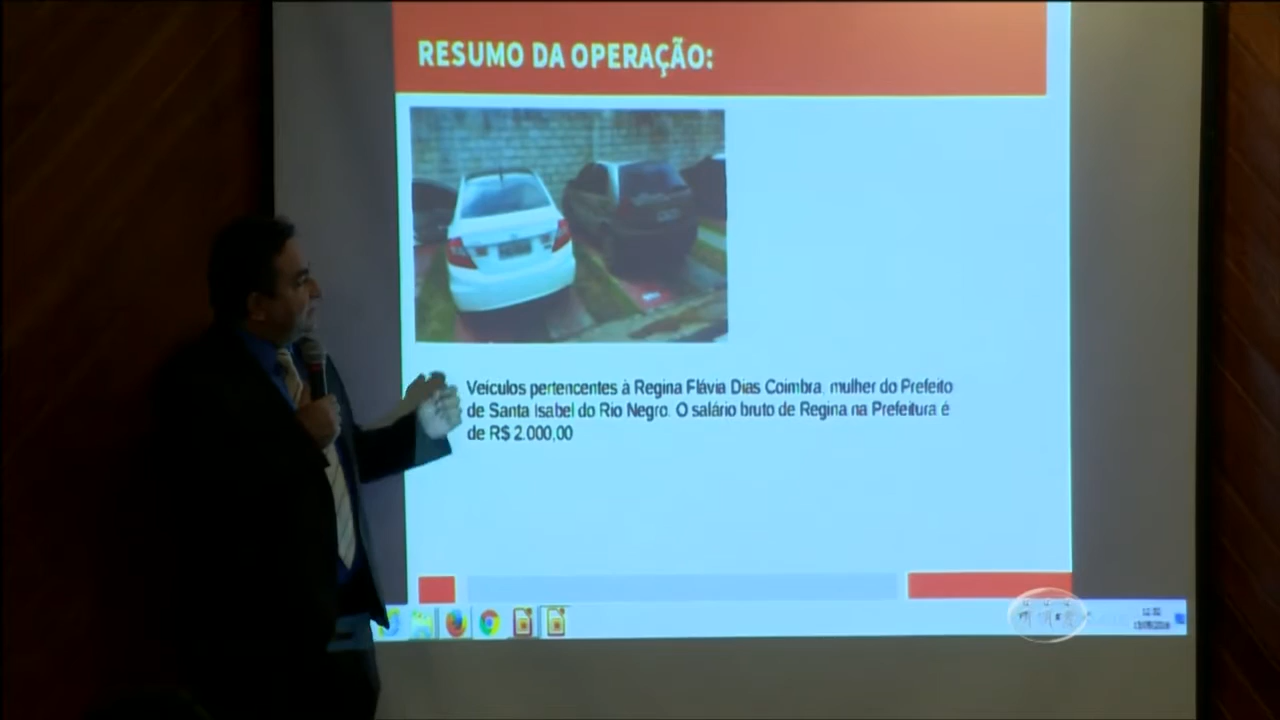 RESUMO DA OPERAÇÃO:
Veículos pertencentes à Regina Flávia Dias Coimbra, mulher do Prefeito
de Santa Isabel do Rio Negro. O salário bruto de Regina na Prefeitura é
de R$ 2.000,00